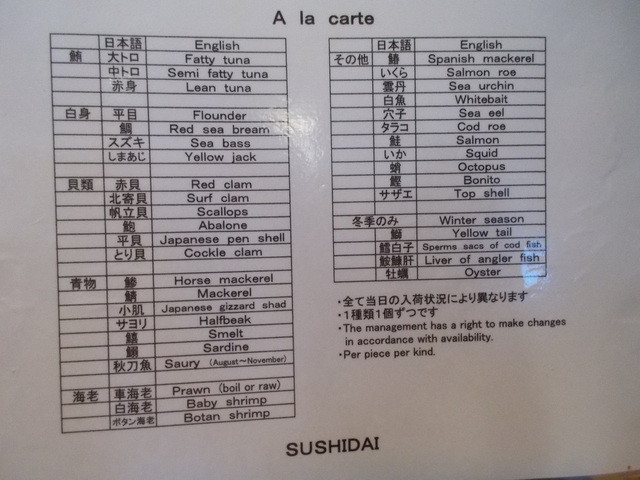 A la carte
日本語 English
鮪 大トロ Fatty tuna
中トロ Semi fatty tuna
赤身 Lean tuna
白身 平目 Flounder
鯛 Red sea bream
スズキ Sea bass
しまあじ Yellow jack
貝類 赤貝 Red clam
北寄貝 Surf clam
帆立貝 Scallops
鮑 Abalone
平貝 Japanese pen shell
とり貝 Cockle clam
青物 鯵 Horse mackerel
鯖 Mackerel
小肌 Japanese gizzard shad
サヨリ Halfbeak
鱚 Smelt
鰯 Sardine
秋刀魚 Saury (August~November)
海老 車海老 Prawn (boil or raw)
白海老 Baby shrimp
ボタン海老 Botan shrimp
日本語 English
その他 鰆 Spanish mackerel
いくら Salmon roe
雲丹 Sea urchin
白魚 Whitebait
穴子 Sea eel
タラコ Cod roe
鮭 Salmon
いか Squid
蛸 Octopus
鰹 Bonito
サザエ Top shell
冬季のみ Winter season
鰤 Yellow tail
鱈白子 Sperms sacs of cod fish
鮟鱇肝 Liver of angler fish
牡蠣 Oyster
・全て当日の入荷状況により異なります
・1種類1個ずつです
・The management has a right to make changes
in accordance with availability.
・Per piece per kind.
SUSHIDAI